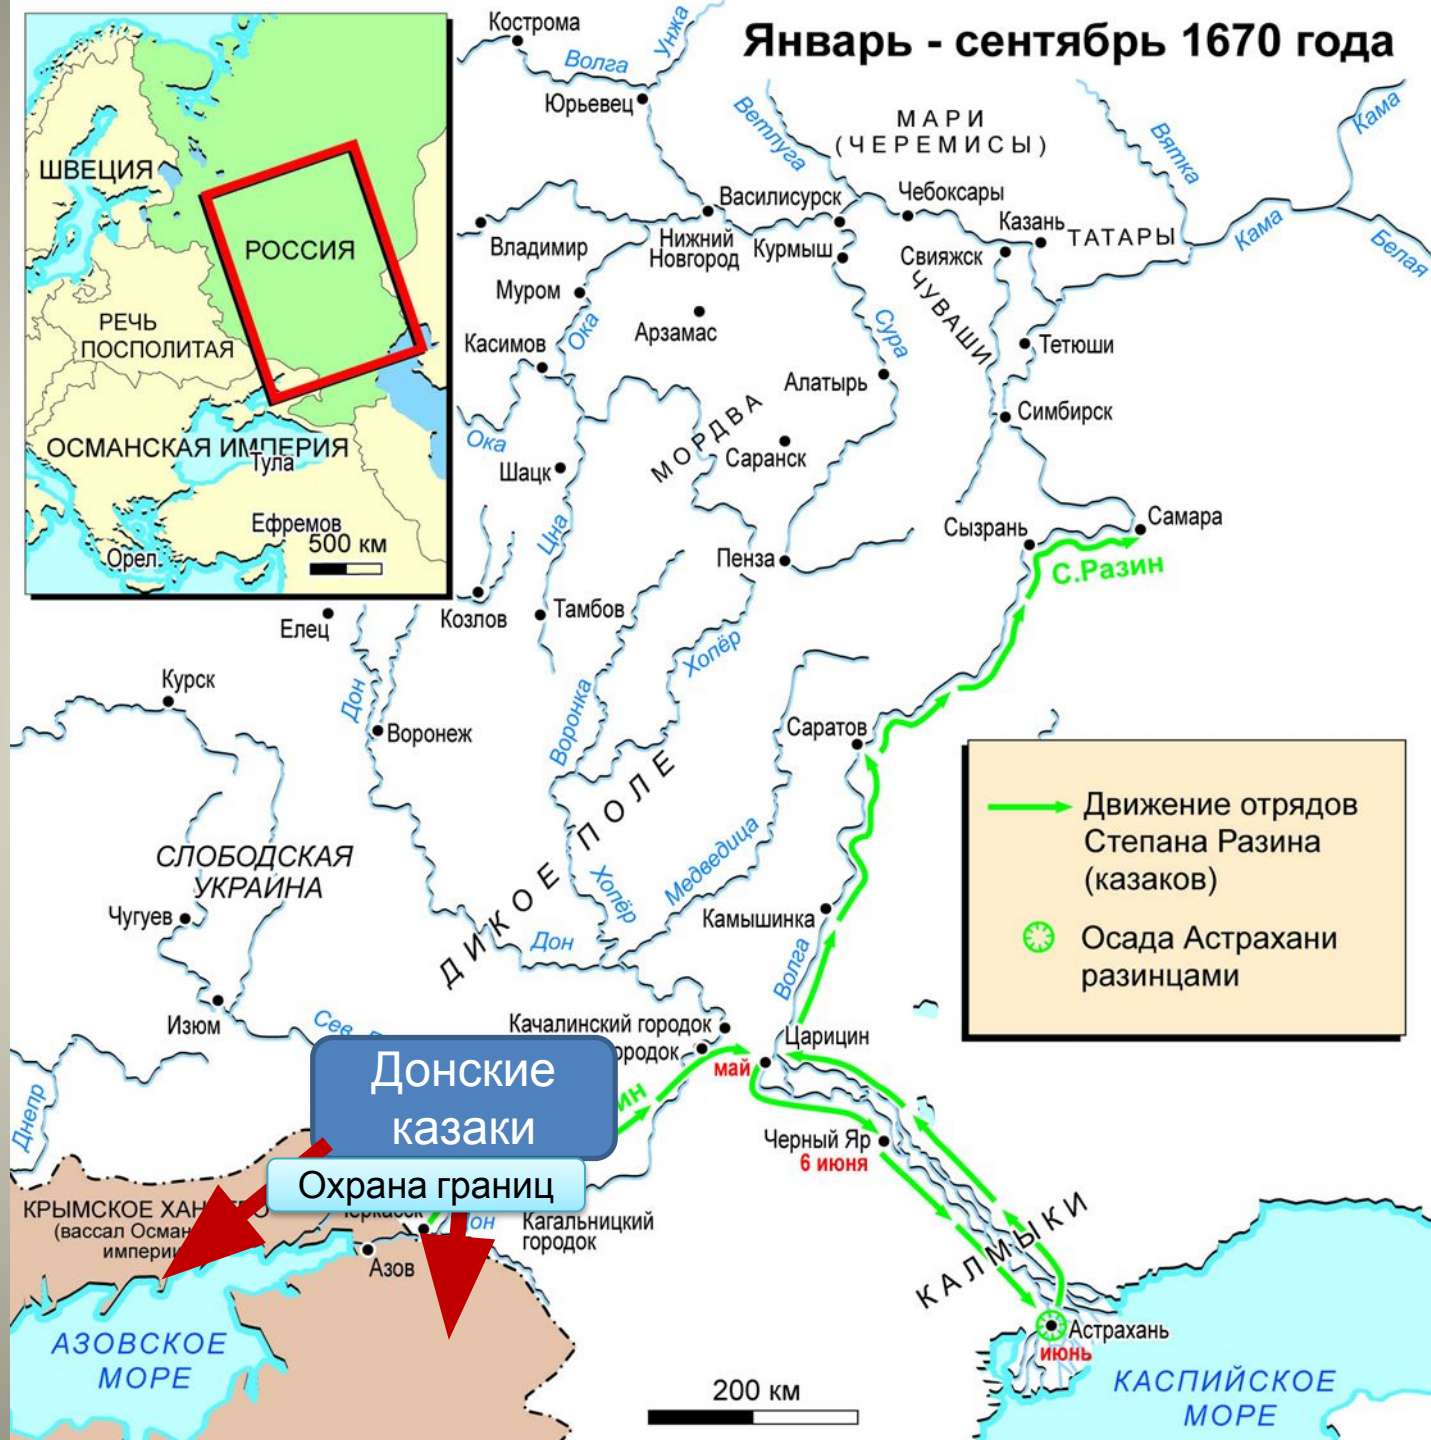 Январь - сентябрь 1670 года
ШВЕЦИЯ
РОССИЯ
РЕЧЬ
ПОСПОЛИТАЯ
ОСМАНСКАЯ ИМПЕРИЯ
Тула
Ефремов
500 км
Орел
Кострома
Волга
Унжа
Юрьевец
Ветлуга
МАРИ
(ЧЕРЕМИСЫ)
Вятка
Кама
Василисурск
Чебоксары
Казань
ТАТАРЫ
Кама
Белая
Владимир
Нижний
Новгород
Курмыш
Свияжск
ЧУВАШИ
Муром
Ока
Арзамас
Сура
Касимов
Тетюши
Алатырь
Симбирск
Ока
МОРДВА
Шацк
Саранск
Цна
Сызрань
Самара
Пенза
С.Разин
Елец
Козлов
Тамбов
Хопёр
Курск
Дон
Воронеж
Воронка
Саратов
ДИКОЕ ПОЛЕ
СЛОБОДСКАЯ
УКРАИНА
Медведица
Хопёр
Чугуев
Камышинка
Дон
Волга
Движение отрядов
Степана Разина
(казаков)
Осада Астрахани
разинцами
Изюм
Сев.
Качалинский городок
Царицин
май
Днепр
Донские
казаки
Охрана границ
Черный Яр
6 июня
КРЫМСКОЕ
(вассал
империи
Дон
Кагальницкий
городок
Азов
КАЛМЫКИ
Астрахань
июнь
АЗОВСКОЕ
МОРЕ
200 км
КАСПИЙСКОЕ
МОРЕ